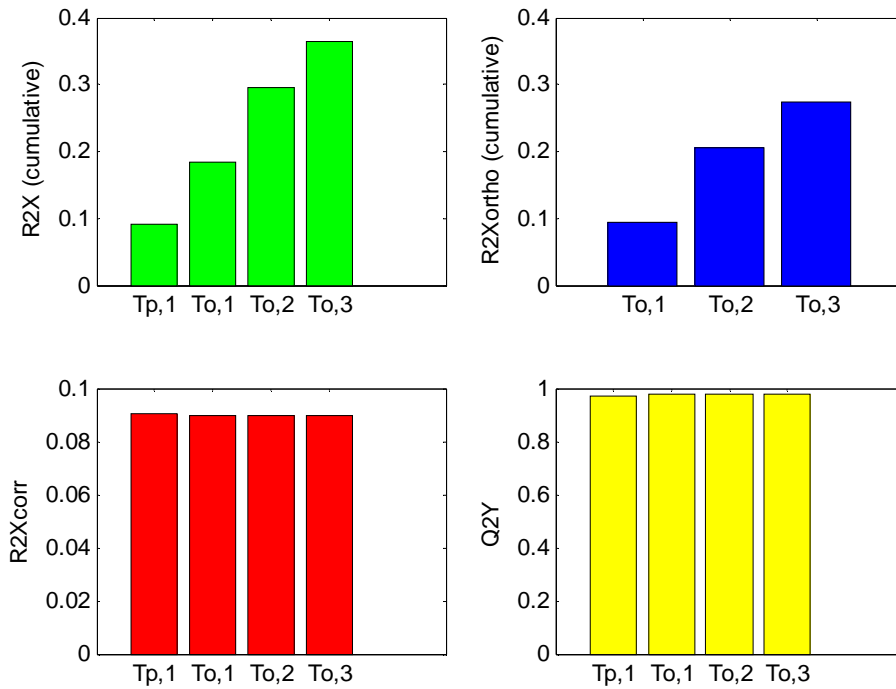 R2X (cumulative)
0.4
0.3
0.2
0.1
0
Tp,1 To,1 To,2 To,3
R2Xortho (cumulative)
0.4
0.3
0.2
0.1
0
To,1 To,2 To,3
R2Xcorr
0.1
0.08
0.06
0.04
0.02
0
Tp,1 To,1 To,2 To,3
Q2Y
1
0.8
0.6
0.4
0.2
0
Tp,1 To,1 To,2 To,3